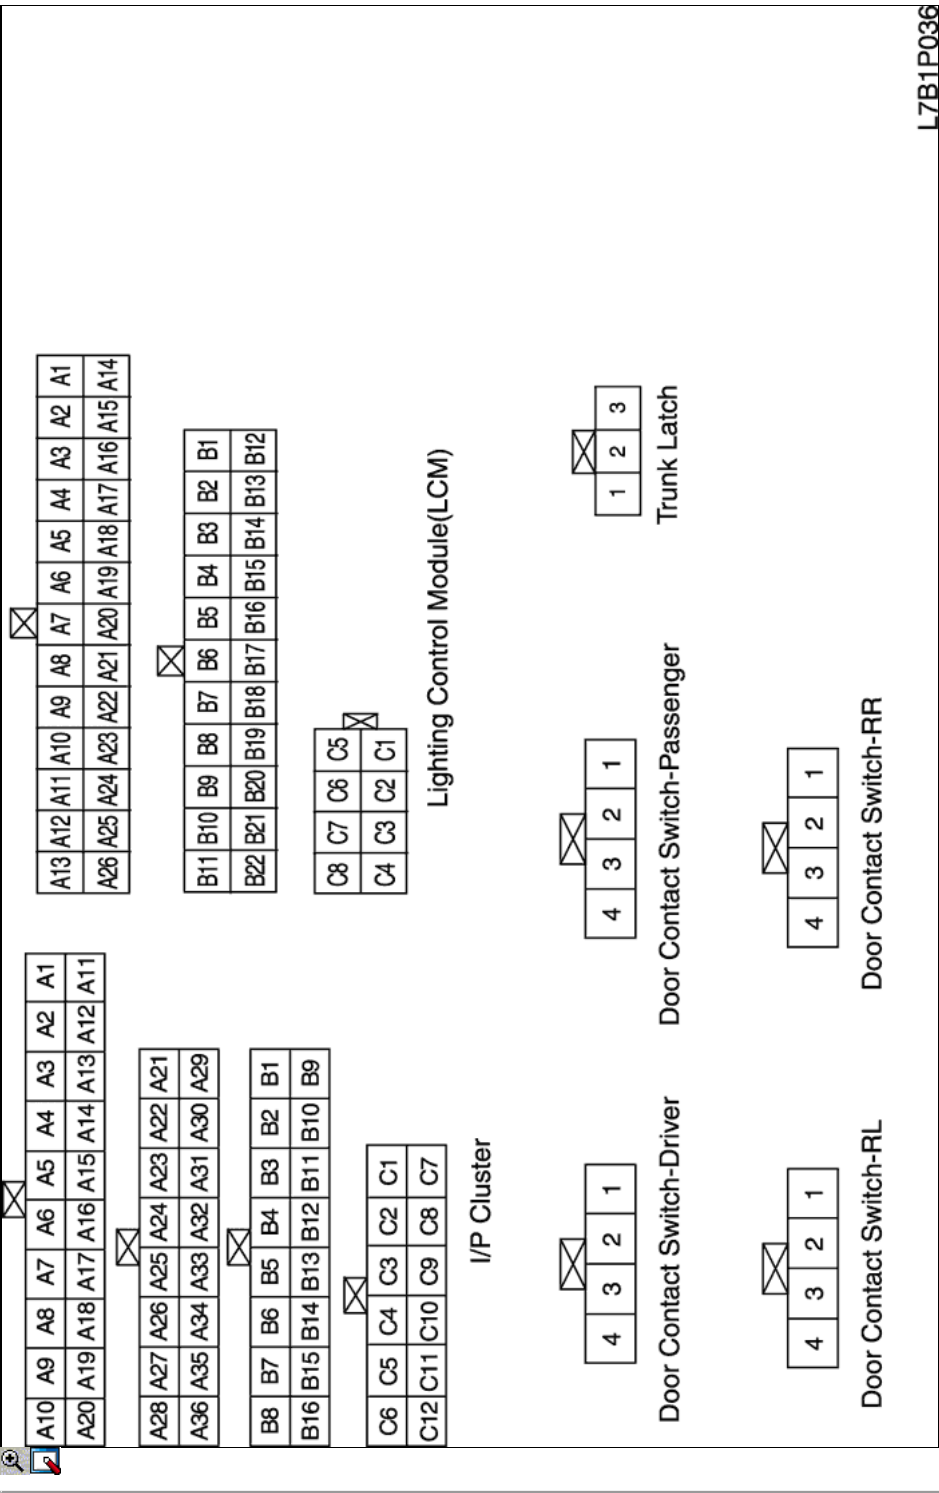 A10 A9 A8 A7 A6 A5 A4 A3 A2 A1
A20 A19 A18 A17 A16 A15 A14 A13 A12 A11
A28 A27 A26 A25 A24 A23 A22 A21
A36 A35 A34 A33 A32 A31 A30 A29
B8 B7 B6 B5 B4 B3 B2 B1
B16 B15 B14 B13 B12 B11 B10 B9
C6 C5 C4 C3 C2 C1
C12 C11 C10 C9 C8 C7
I/P Cluster
A13 A12 A11 A10 A9 A8 A7 A6 A5 A4 A3 A2 A1
A26 A25 A24 A23 A22 A21 A20 A19 A18 A17 A16 A15 A14
B11 B10 B9 B8 B7 B6 B5 B4 B3 B2 B1
B22 B21 B20 B19 B18 B17 B16 B15 B14 B13 B12
C8 C7 C6 C5
C4 C3 C2 C1
Lighting Control Module(LCM)
4 3 2 1
Door Contact Switch-Driver
4 3 2 1
Door Contact Switch-Passenger
1 2 3
Trunk Latch
4 3 2 1
Door Contact Switch-RL
4 3 2 1
Door Contact Switch-RR
L7B1P036